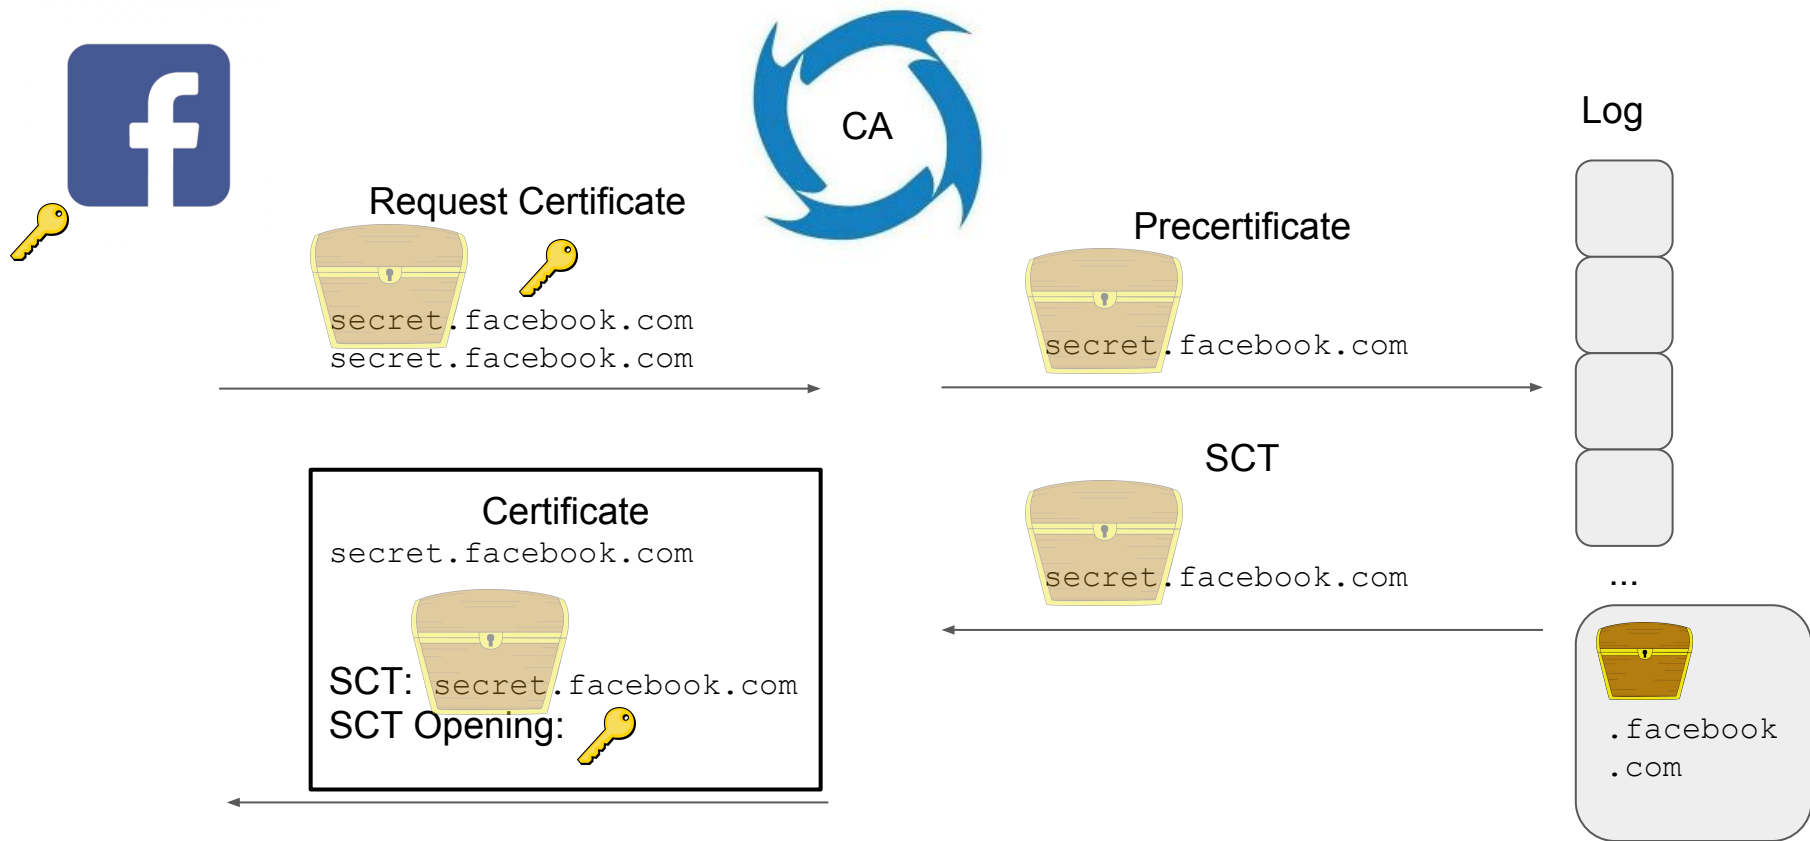 CA
Log
Request Certificate
secret.facebook.com
secret.facebook.com
Precertificate
secret.facebook.com
SCT
secret.facebook.com
Certificate
secret.facebook.com
SCT: secret.facebook.com
SCT Opening:
...
.facebook
.com